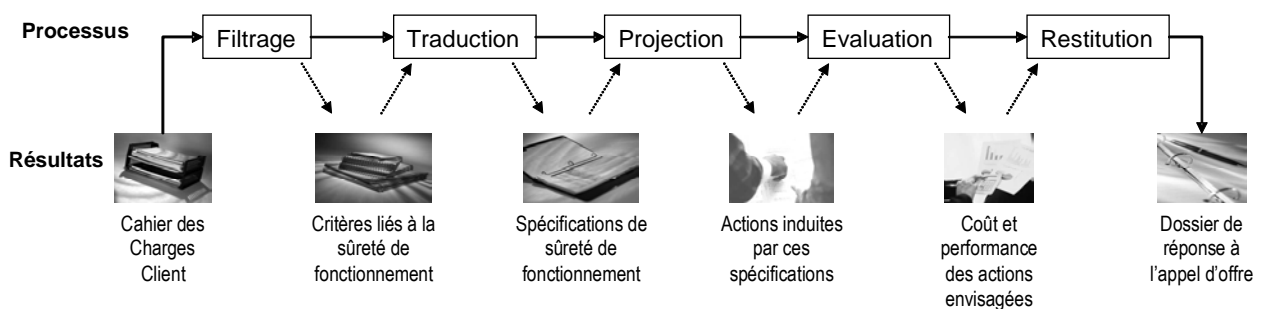 Processus
Filtrage
Traduction
Projection
Evaluation
Restitution
Résultats
Cahier des
Charges
Client
Critères liés à la
sûreté de
fonctionnement
Spécifications de
sûreté de
fonctionnement
Actions induites
par ces
spécifications
Coût et
performance
des actions
envisagées
Dossier de
réponse à
l'appel d'offre